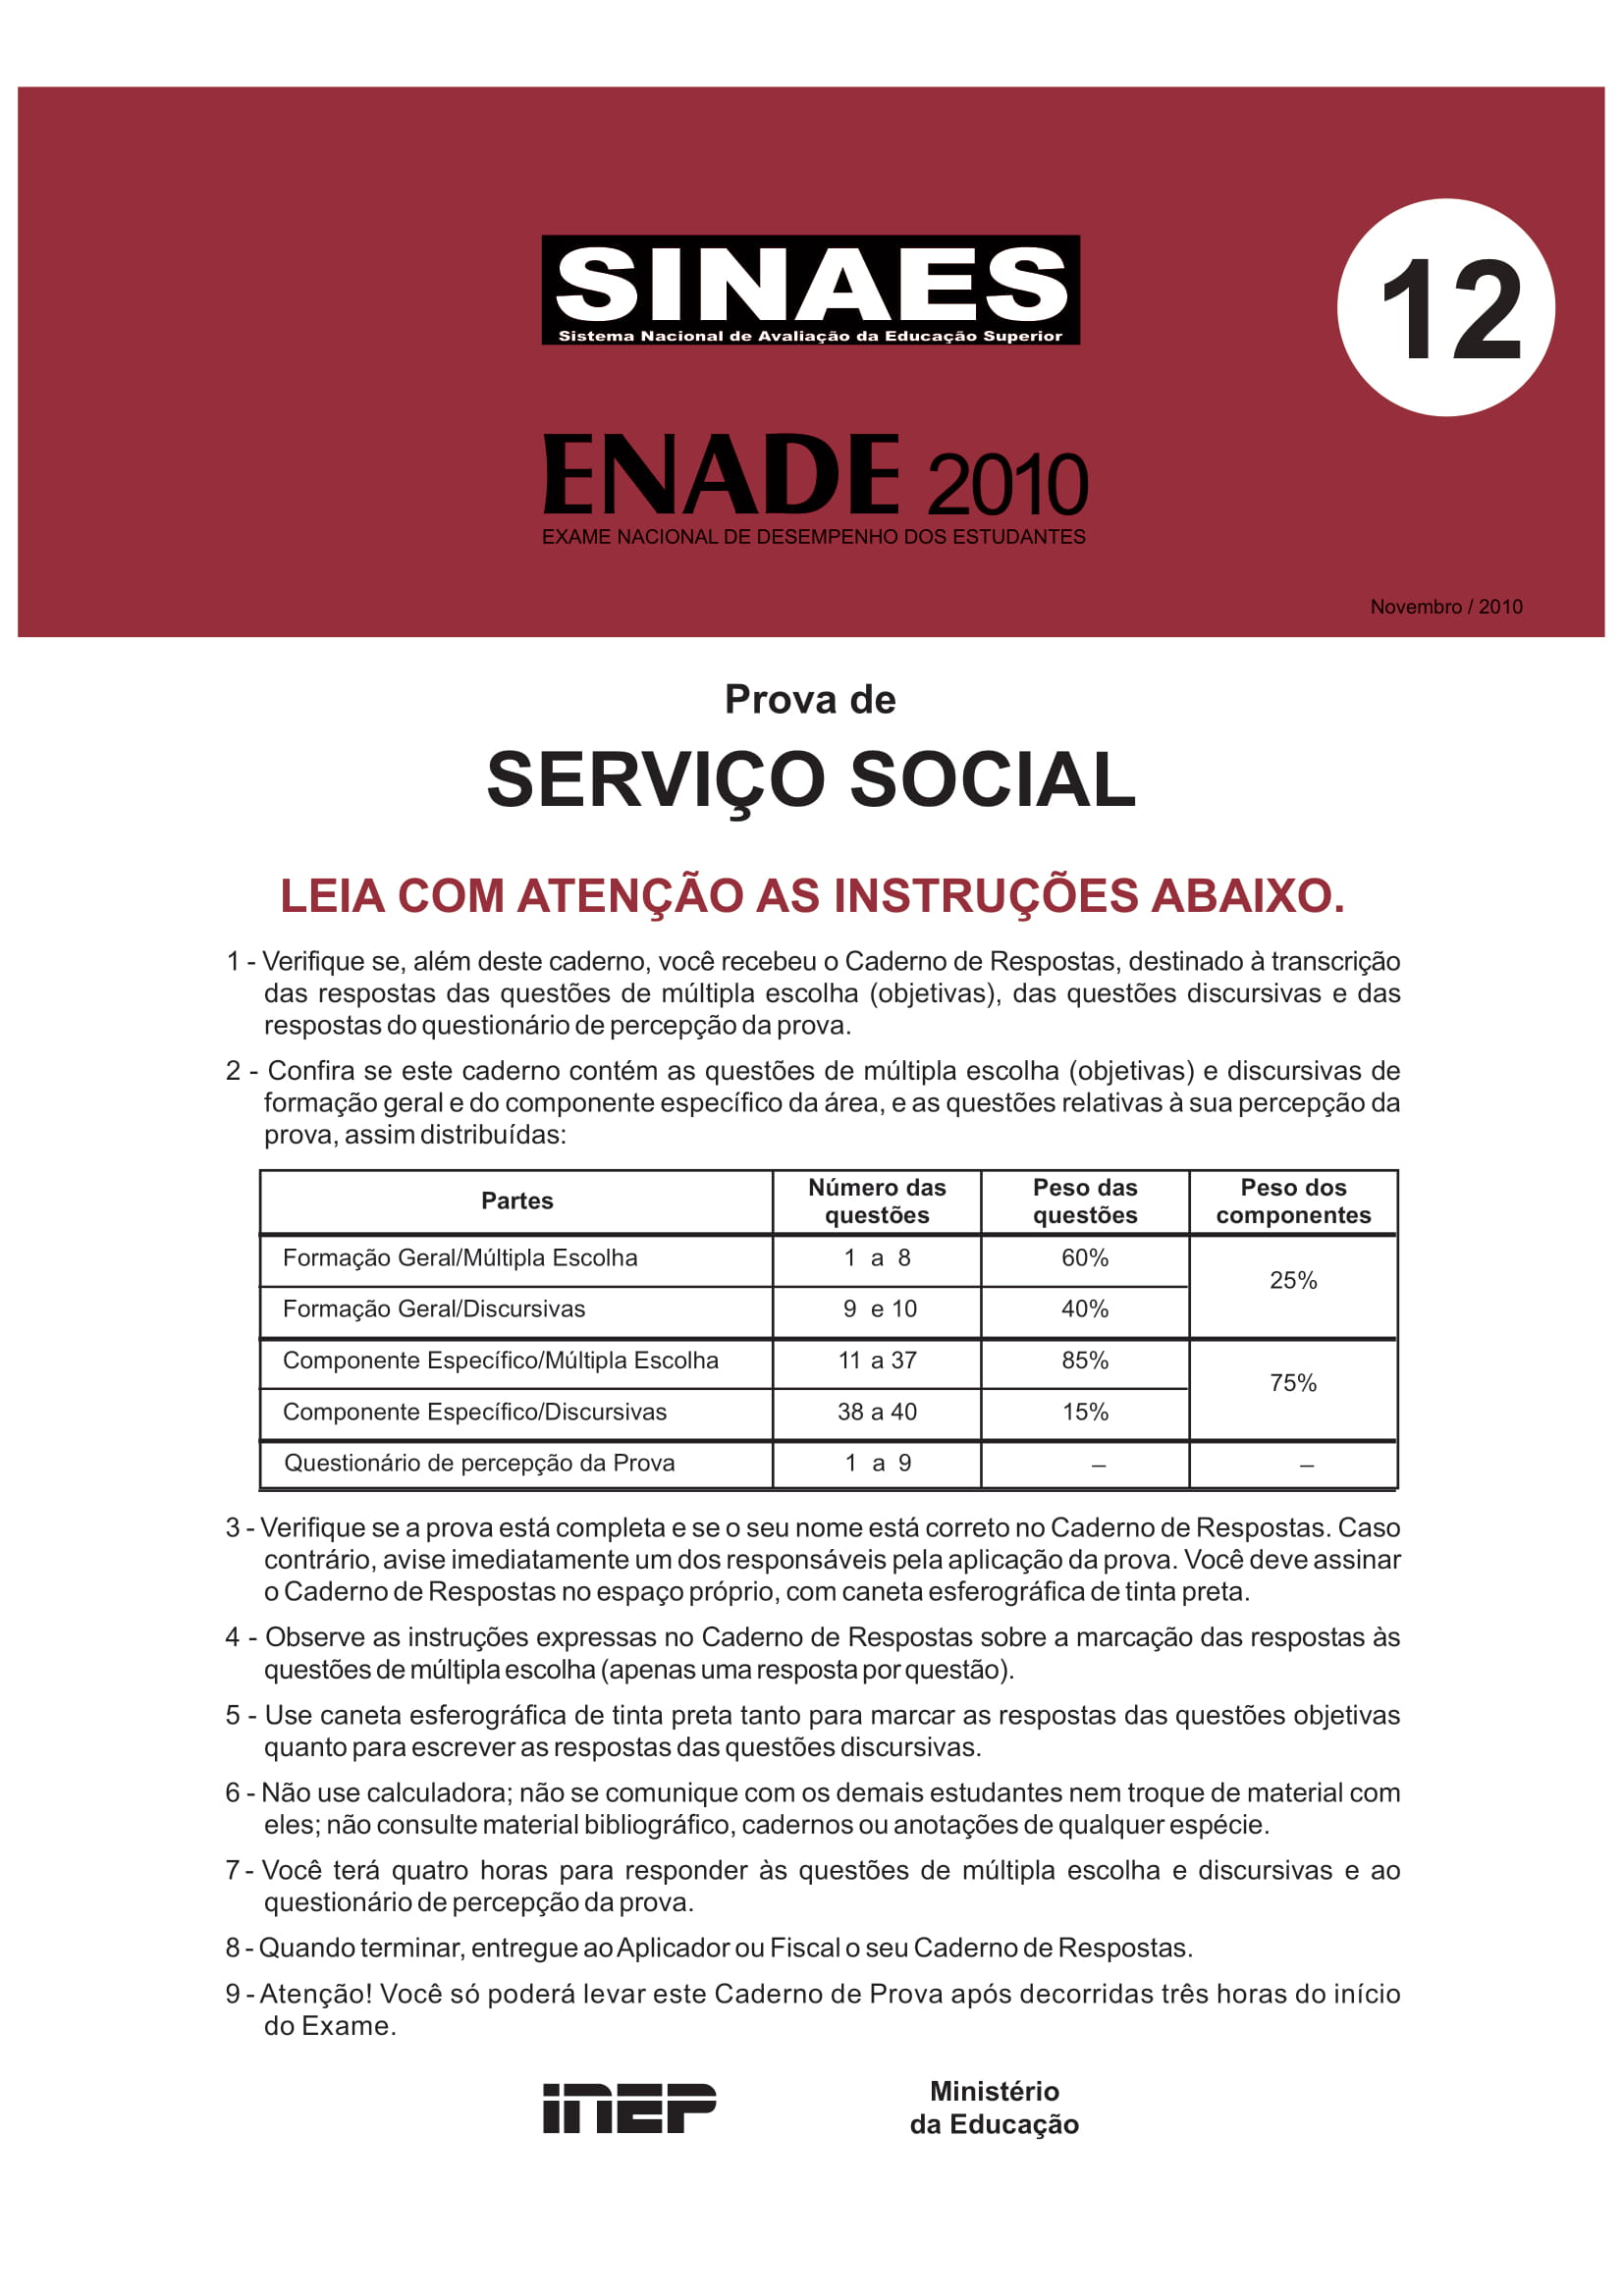 SINAES
Sistema Nacional de Avaliação da Educação Superior
12
ENADE 2010
EXAME NACIONAL DE DESEMPENHO DOS ESTUDANTES
Novembro / 2010
Prova de
SERVIÇO SOCIAL
LEIA COM ATENÇÃO AS INSTRUÇÕES ABAIXO.
1 - Verifique se, além deste caderno, você recebeu o Caderno de Respostas, destinado à transcrição
das respostas das questões de múltipla escolha (objetivas), das questões discursivas e das
respostas do questionário de percepção da prova.
2 - Confira se este caderno contém as questões de múltipla escolha (objetivas) e discursivas de
formação geral e do componente específico da área, e as questões relativas à sua percepção da
prova, assim distribuídas:
Partes Número das questões Peso das questões Peso dos componentes
Formação Geral/Múltipla Escolha 1 a 8 60% 25%
Formação Geral/Discursivas 9 e 10 40%
Componente Específico/Múltipla Escolha 11 a 37 85% 75%
Componente Específico/Discursivas 38 a 40 15%
Questionário de percepção da Prova 1 a 9 – –
3 - Verifique se a prova está completa e se o seu nome está correto no Caderno de Respostas. Caso
contrário, avise imediatamente um dos responsáveis pela aplicação da prova. Você deve assinar
o Caderno de Respostas no espaço próprio, com caneta esferográfica de tinta preta.
4 - Observe as instruções expressas no Caderno de Respostas sobre a marcação das respostas às
questões de múltipla escolha (apenas uma resposta por questão).
5 - Use caneta esferográfica de tinta preta tanto para marcar as respostas das questões objetivas
quanto para escrever as respostas das questões discursivas.
6 - Não use calculadora; não se comunique com os demais estudantes nem troque de material com
eles; não consulte material bibliográfico, cadernos ou anotações de qualquer espécie.
7 - Você terá quatro horas para responder às questões de múltipla escolha e discursivas e ao
questionário de percepção da prova.
8 - Quando terminar, entregue ao Aplicador ou Fiscal o seu Caderno de Respostas.
9 - Atenção! Você só poderá levar este Caderno de Prova após decorridas três horas do início
do Exame.
INEP
Ministério
da Educação